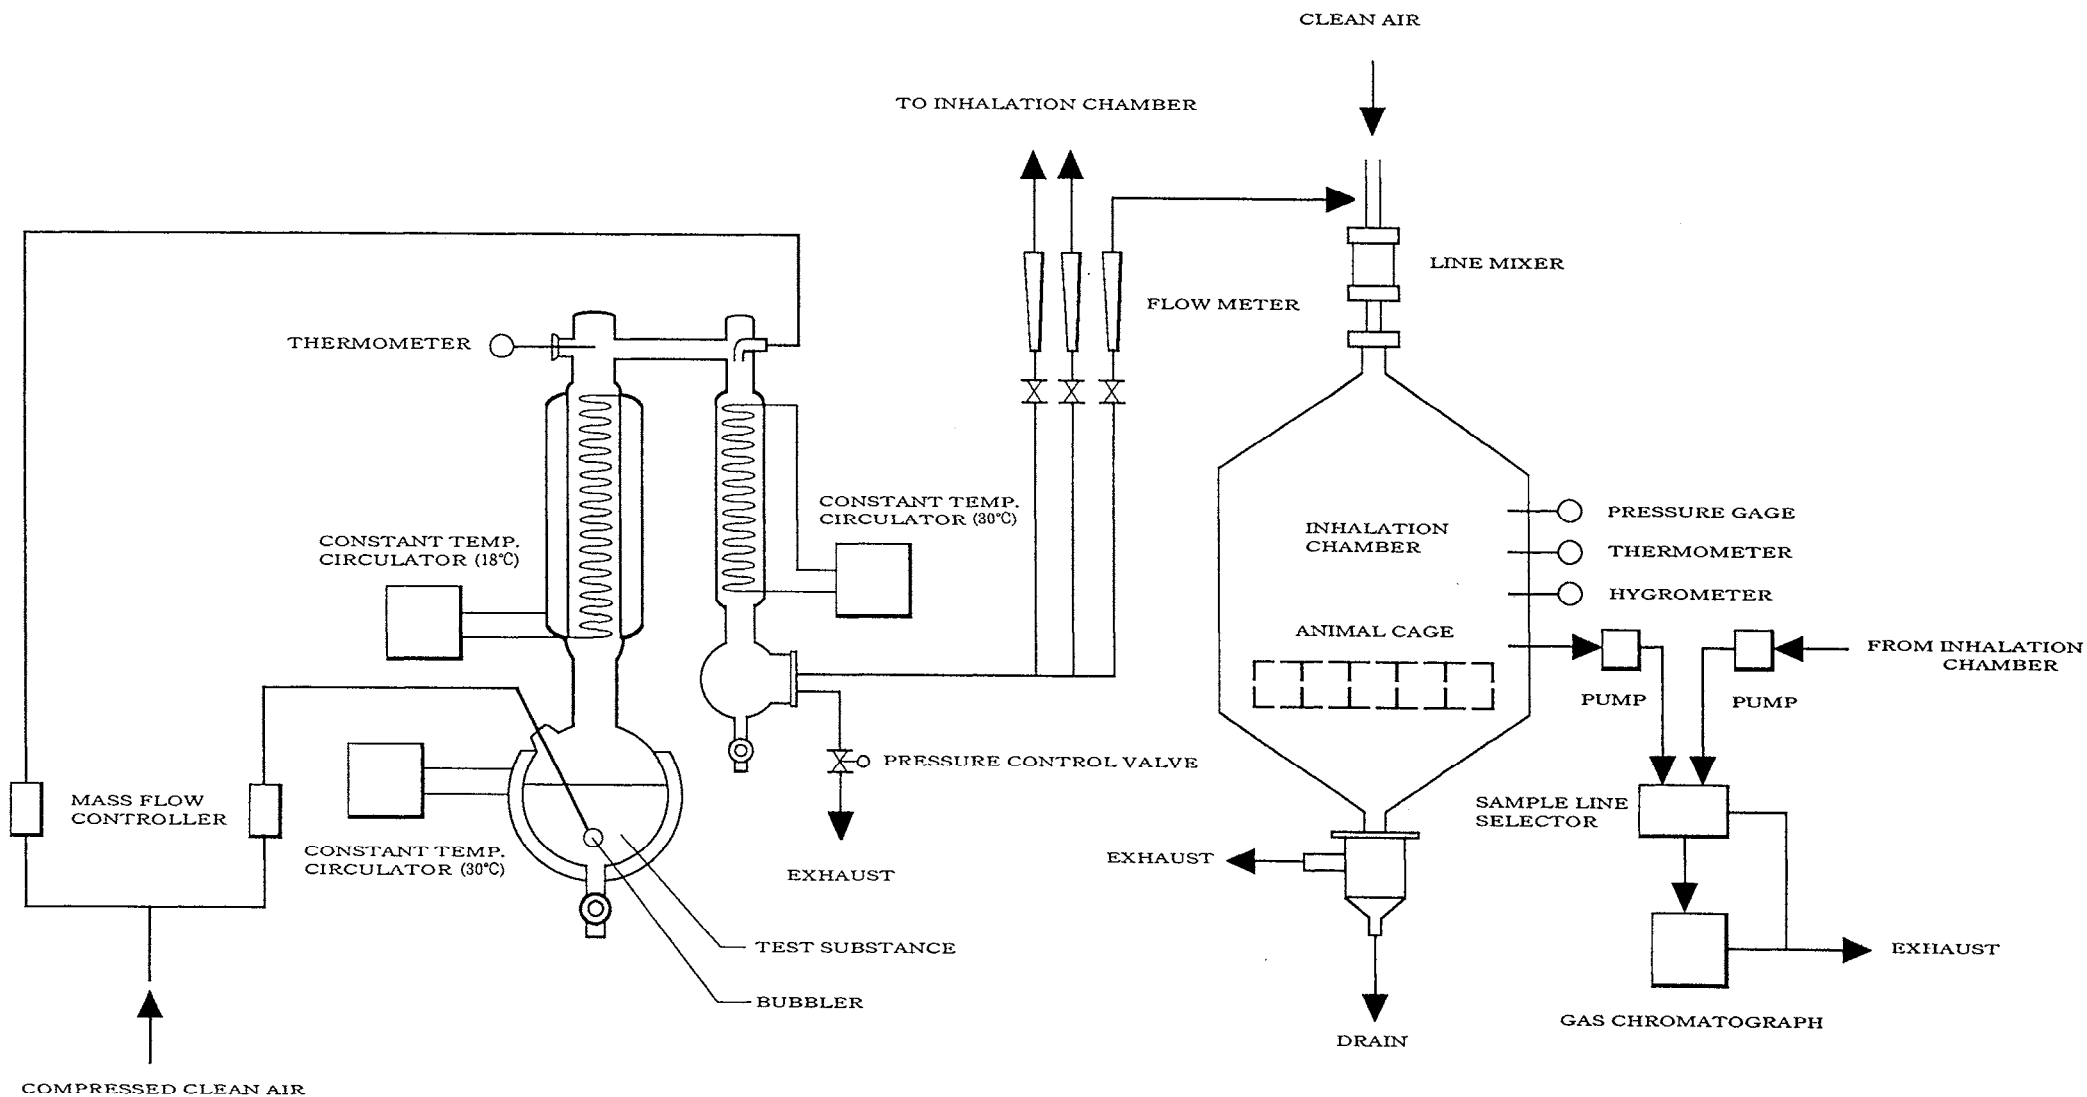 CLEAN AIR
TO INHALATION CHAMBER
LINE MIXER
FLOW METER
THERMOMETER
CONSTANT TEMP.
CIRCULATOR (30°C)
CONSTANT TEMP.
CIRCULATOR (18°C)
INHALATION
CHAMBER
PRESSURE GAGE
THERMOMETER
HYGROMETER
ANIMAL CAGE
FROM INHALATION
CHAMBER
PUMP
PUMP
PRESSURE CONTROL VALVE
MASS FLOW
CONTROLLER
SAMPLE LINE
SELECTOR
CONSTANT TEMP.
CIRCULATOR (30°C)
EXHAUST
EXHAUST
TEST SUBSTANCE
EXHAUST
BUBBLER
GAS CHROMATOGRAPH
DRAIN
COMPRESSED CLEAN AIR